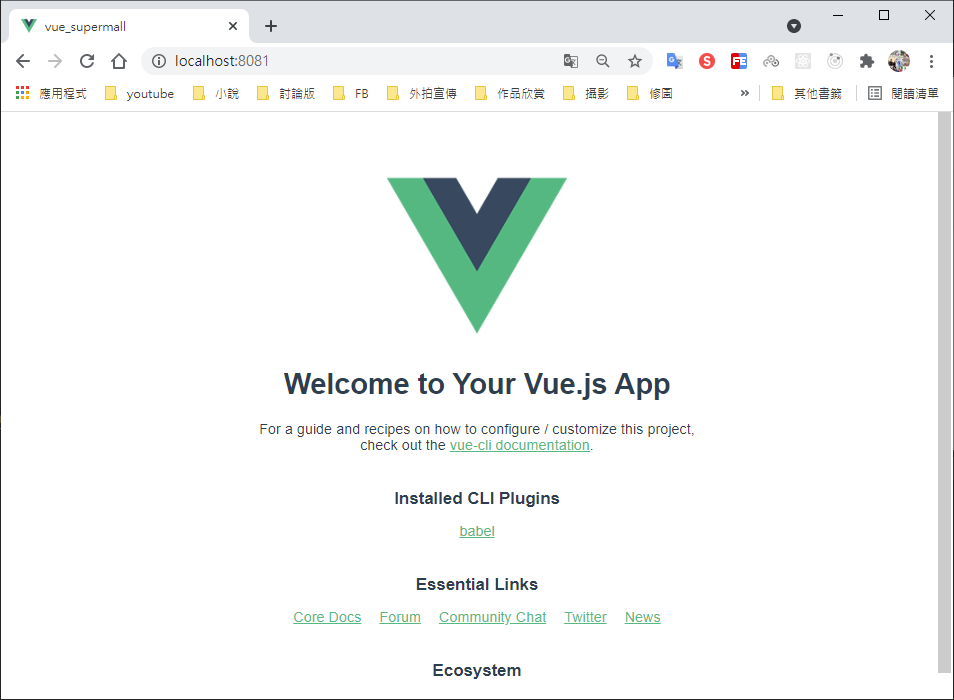 vue_supermall
localhost:8081
應用程式 youtube 小說 討論版 FB 外拍宣傳 作品欣賞 攝影 修圖 » 其他書籤 閱讀清單
Welcome to Your Vue.js App
For a guide and recipes on how to configure / customize this project,
check out the vue-cli documentation.
Installed CLI Plugins
babel
Essential Links
Core Docs Forum Community Chat Twitter News
Ecosystem